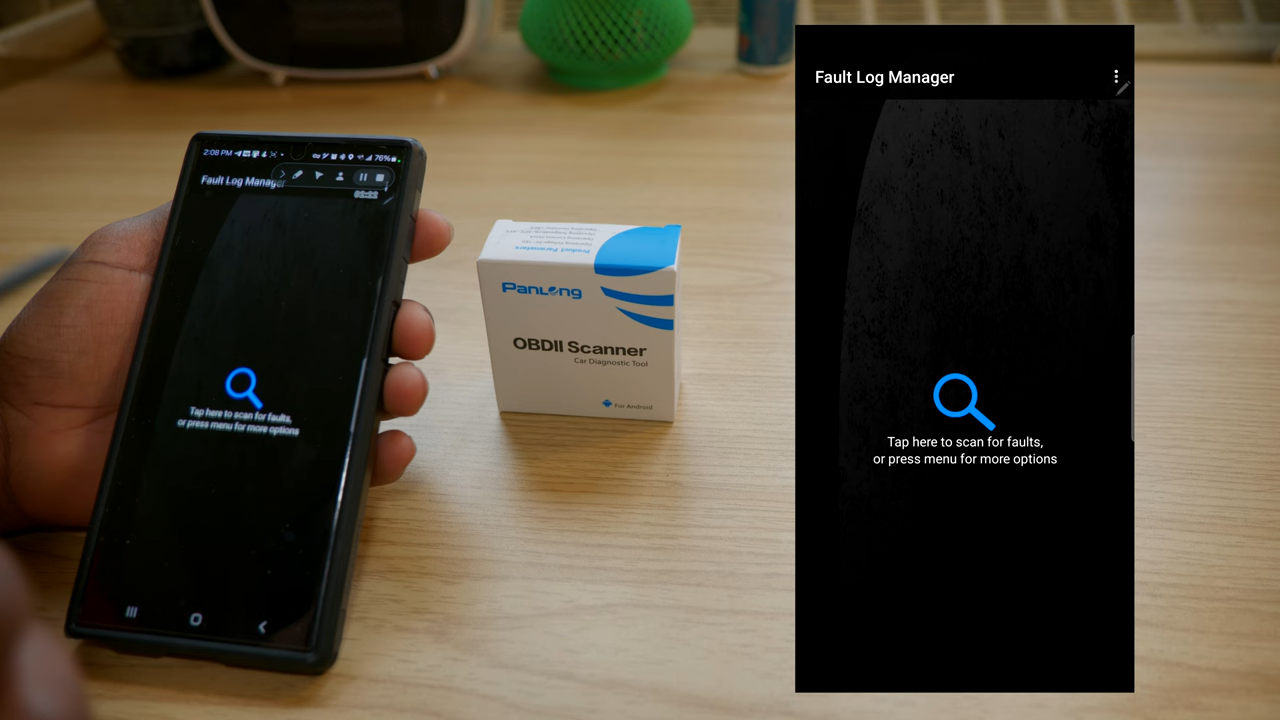 2:08 PM
76%
Fault Log Manager
Tap here to scan for faults,
or press menu for more options
Product Parameters
PanLong
OBDII Scanner
Car Diagnostic Tool
For Android
Fault Log Manager
Tap here to scan for faults,
or press menu for more options